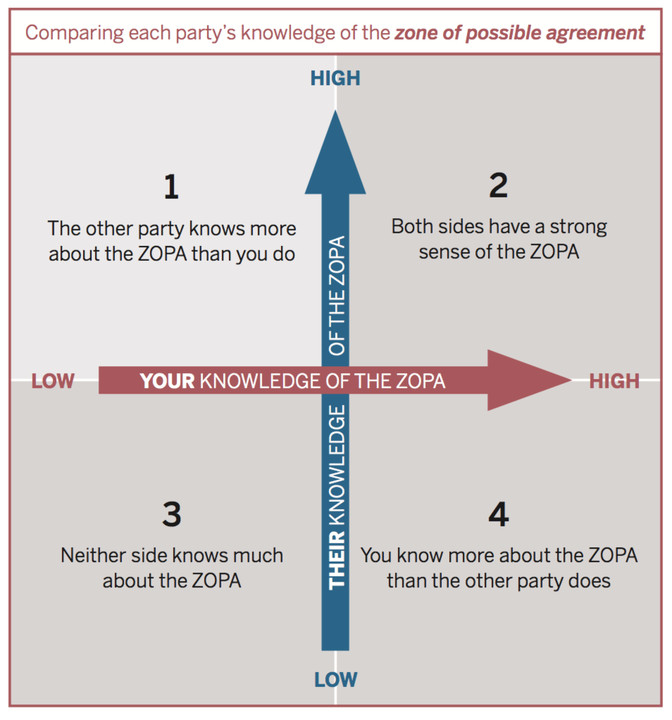 Comparing each party's knowledge of the zone of possible agreement
HIGH
1
The other party knows more
about the ZOPA than you do
2
Both sides have a strong
sense of the ZOPA
LOW
YOUR KNOWLEDGE OF THE ZOPA
HIGH
THEIR KNOWLEDGE OF THE ZOPA
3
Neither side knows much
about the ZOPA
4
You know more about the ZOPA
than the other party does
LOW